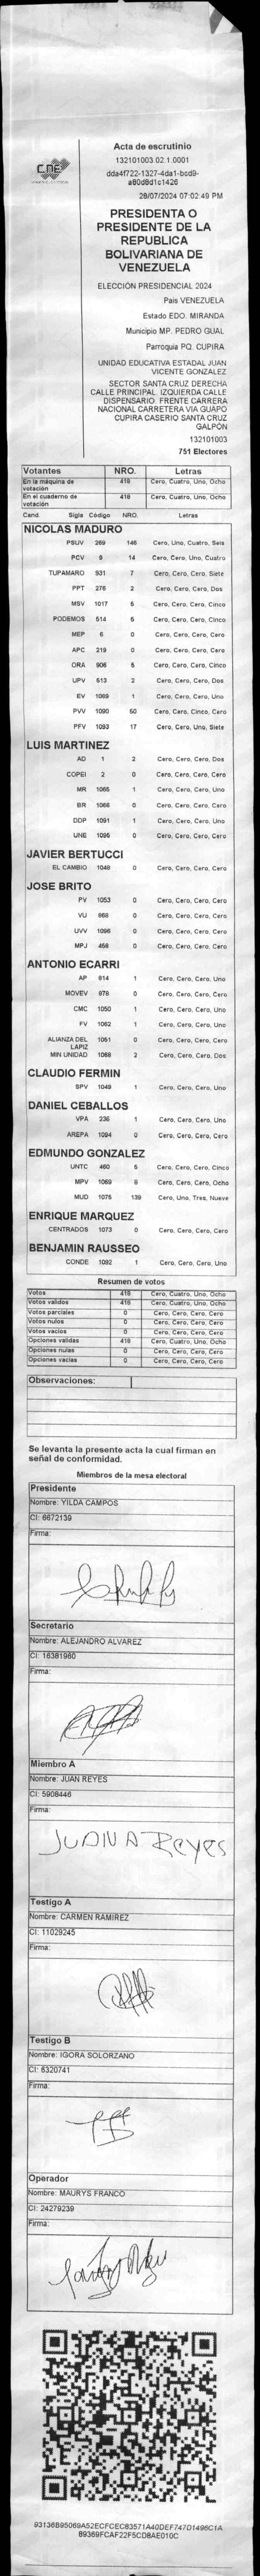 CNE
Acta de escrutinio
132101003.02.1.0001
dda4f722-1327-4da1-bcd9-
a80d8d1c1426
28/07/2024 07:02:49 PM
PRESIDENTA O
PRESIDENTE DE LA
REPUBLICA
BOLIVARIANA DE
VENEZUELA
ELECCIÓN PRESIDENCIAL 2024
Pais VENEZUELA
Estado EDO. MIRANDA
Municipio MP. PEDRO GUAL
Parroquia PQ. CUPIRA
UNIDAD EDUCATIVA ESTADAL JUAN
VICENTE GONZALEZ
SECTOR SANTA CRUZ DERECHA
CALLE PRINCIPAL. IZQUIERDA CALLE
DISPENSARIO. FRENTE CARRERA
NACIONAL CARRETERA VIA GUAPO
CUPIRA CASERIO SANTA CRUZ
GALPÓN
132101003
751 Electores
Votantes NRO. Letras
En la máquina de votación 418 Cero, Cuatro, Uno, Ocho
En el cuaderno de votación 418 Cero, Cuatro, Uno, Ocho
Cand. Sigla Código NRO. Letras
NICOLAS MADURO
PSUV 269 146 Cero, Uno, Cuatro, Seis
PCV 9 14 Cero, Cero, Uno, Cuatro
TUPAMARO 931 7 Cero, Cero, Cero, Siete
PPT 276 2 Cero, Cero, Cero, Dos
MSV 1017 5 Cero, Cero, Cero, Cinco
PODEMOS 514 5 Cero, Cero, Cero, Cinco
MEP 6 0 Cero, Cero, Cero, Cero
APC 219 0 Cero, Cero, Cero, Cero
ORA 906 5 Cero, Cero, Cero, Cinco
UPV 513 2 Cero, Cero, Cero, Dos
EV 1089 1 Cero, Cero, Cero, Uno
PVV 1090 50 Cero, Cero, Cinco, Cero
PFV 1093 17 Cero, Cero, Uno, Siete
LUIS MARTINEZ
AD 1 2 Cero, Cero, Cero, Dos
COPEI 2 0 Cero, Cero, Cero, Cero
MR 1065 1 Cero, Cero, Cero, Uno
BR 1066 0 Cero, Cero, Cero, Cero
DDP 1091 1 Cero, Cero, Cero, Uno
UNE 1095 0 Cero, Cero, Cero, Cero
JAVIER BERTUCCI
EL CAMBIO 1048 0 Cero, Cero, Cero, Cero
JOSE BRITO
PV 1053 0 Cero, Cero, Cero, Cero
VU 868 0 Cero, Cero, Cero, Cero
UVV 1096 0 Cero, Cero, Cero, Cero
MPJ 458 0 Cero, Cero, Cero, Cero
ANTONIO ECARRI
AP 814 1 Cero, Cero, Cero, Uno
MOVEV 978 0 Cero, Cero, Cero, Cero
CMC 1050 1 Cero, Cero, Cero, Uno
FV 1062 1 Cero, Cero, Cero, Uno
ALIANZA DEL LAPIZ 1051 0 Cero, Cero, Cero, Cero
MIN UNIDAD 1068 2 Cero, Cero, Cero, Dos
CLAUDIO FERMIN
SPV 1049 1 Cero, Cero, Cero, Uno
DANIEL CEBALLOS
VPA 236 1 Cero, Cero, Cero, Uno
AREPA 1094 0 Cero, Cero, Cero, Cero
EDMUNDO GONZALEZ
UNTC 460 5 Cero, Cero, Cero, Cinco
MPV 1069 8 Cero, Cero, Cero, Ocho
MUD 1075 139 Cero, Uno, Tres, Nueve
ENRIQUE MARQUEZ
CENTRADOS 1073 0 Cero, Cero, Cero, Cero
BENJAMIN RAUSSEO
CONDE 1092 1 Cero, Cero, Cero, Uno
Resumen de votos
Votos 418 Cero, Cuatro, Uno, Ocho
Votos validos 418 Cero, Cuatro, Uno, Ocho
Votos parciales 0 Cero, Cero, Cero, Cero
Votos nulos 0 Cero, Cero, Cero, Cero
Votos vacios 0 Cero, Cero, Cero, Cero
Opciones validas 418 Cero, Cuatro, Uno, Ocho
Opciones nulas 0 Cero, Cero, Cero, Cero
Opciones vacias 0 Cero, Cero, Cero, Cero
Observaciones:
Se levanta la presente acta la cual firman en
señal de conformidad.
Miembros de la mesa electoral
Presidente
Nombre: YILDA CAMPOS
CI: 6672139
Firma:
Secretario
Nombre: ALEJANDRO ALVAREZ
CI: 16381960
Firma:
Miembro A
Nombre: JUAN REYES
CI: 5908446
Firma:
JUANA Reyes
Testigo A
Nombre: CARMEN RAMIREZ
CI: 11029245
Firma:
Testigo B
Nombre: IGORA SOLORZANO
CI: 6320741
Firma:
Operador
Nombre: MAURYS FRANCO
CI: 24279239
Firma:
93136B95069A52ECFCEC83571A40DEF747D1496C1A
89369FCAF22F5CD8AE010C